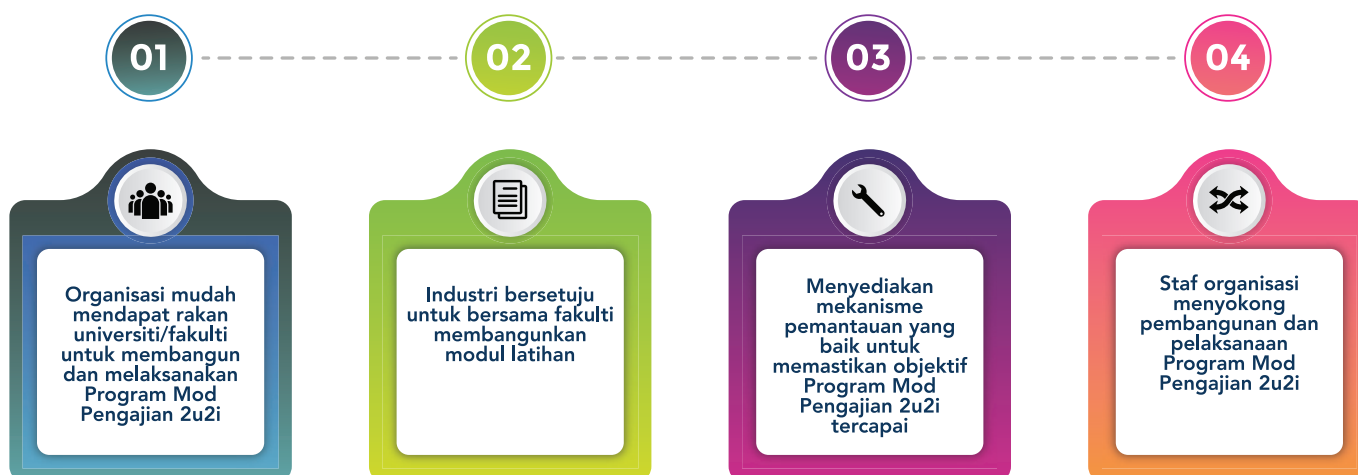 01
02
03
04
Organisasi mudah
mendapat rakan
universiti/fakulti
untuk membangun
dan melaksanakan
Program Mod
Pengajian 2u2i
Industri bersetuju
untuk bersama fakulti
membangunkan
modul latihan
Menyediakan
mekanisme
pemantauan yang
baik untuk
memastikan objektif
Program Mod
Pengajian 2u2i
tercapai
Staf organisasi
menyokong
pembangunan dan
pelaksanaan
Program Mod
Pengajian 2u2i